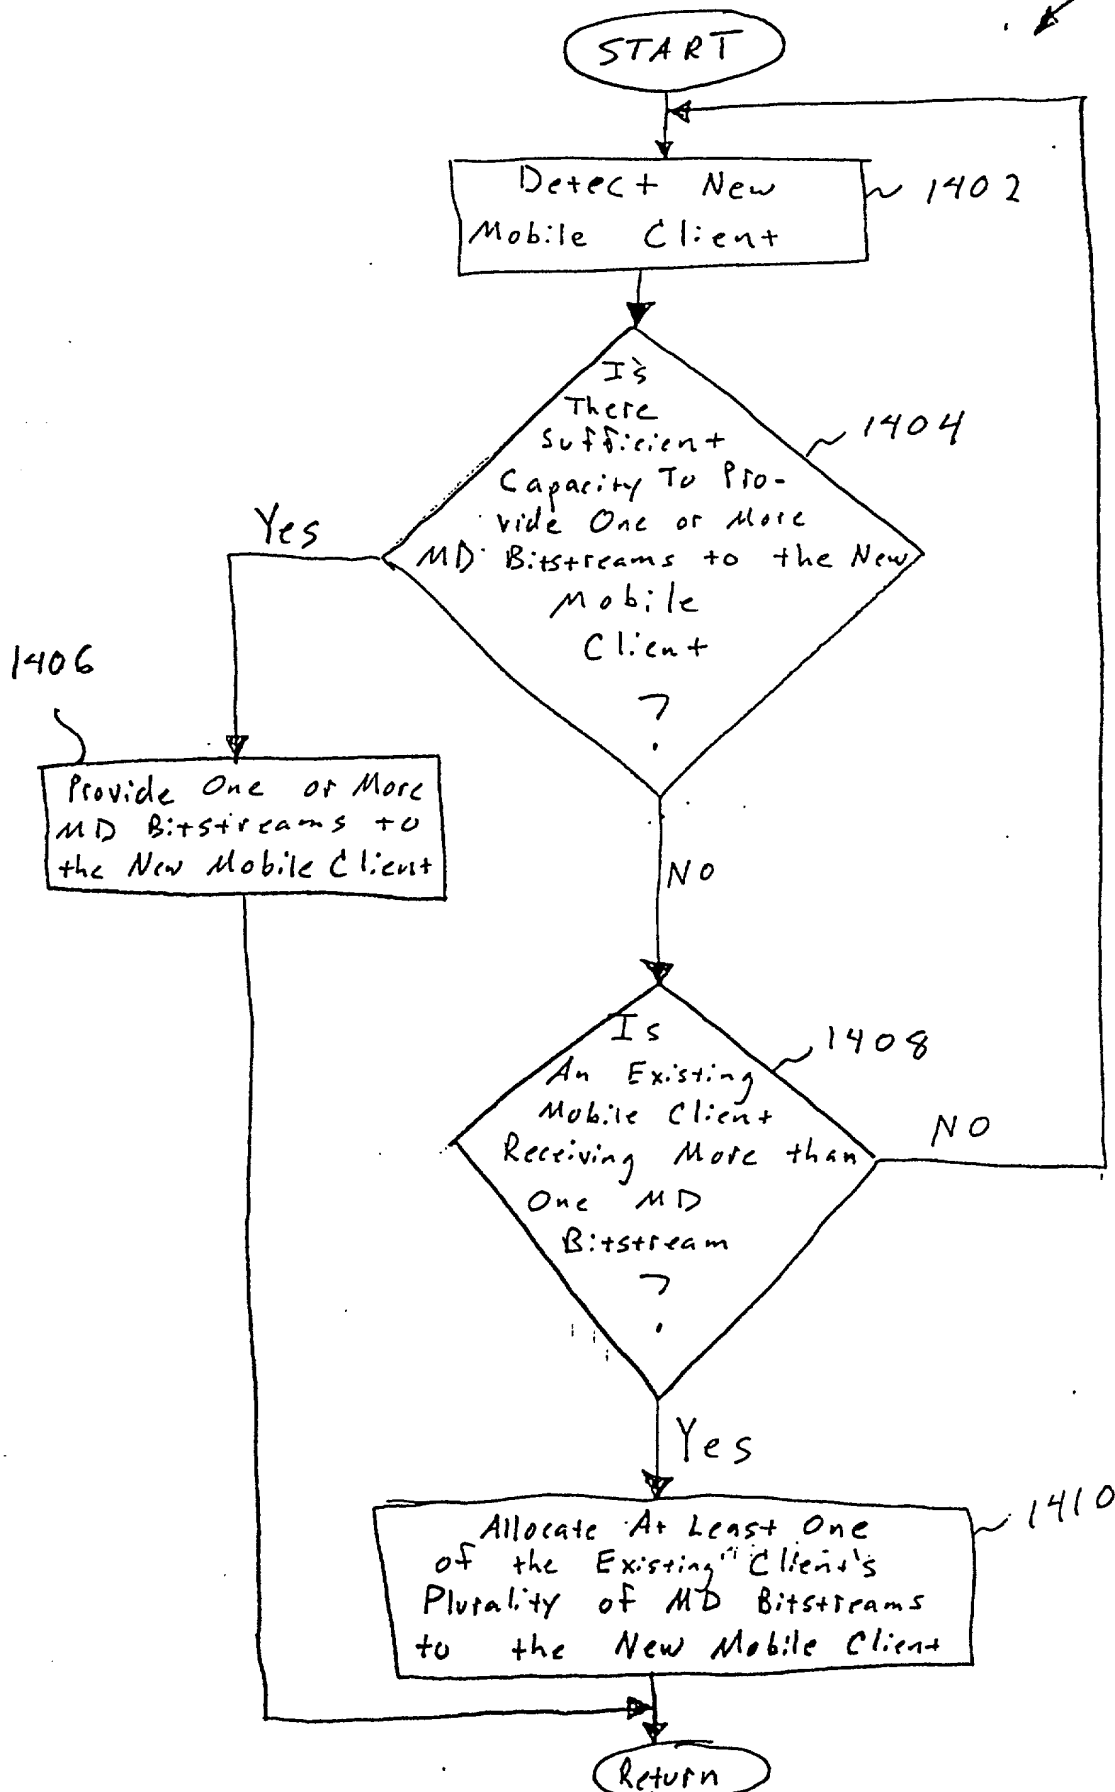 START
Detect New
Mobile Client
1402
Is
There
Sufficient
Capacity To Pro-
vide One or More
MD Bitstreams to the New
Mobile
Client
?
1404
Yes
1406
Provide One or More
MD Bitstreams to
the New Mobile Client
NO
Is
An Existing
Mobile Client
Receiving More than
One MD
Bitstream
?
1408
NO
Yes
Allocate At Least One
of the Existing Client's
Plurality of MD Bitstreams
to the New Mobile Client
1410
Return